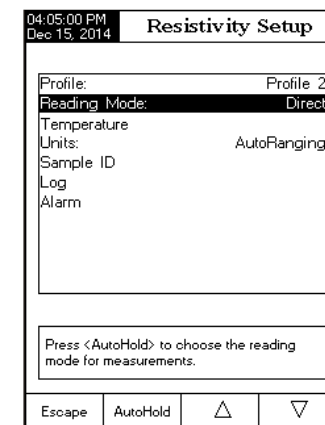 04:05:00 PM
Dec 15, 2014
Resistivity Setup
Profile: Profile 2
Reading Mode: Direct
Temperature
Units: AutoRanging
Sample ID
Log
Alarm
Press <AutoHold> to choose the reading
mode for measurements.
Escape AutoHold △ ▽